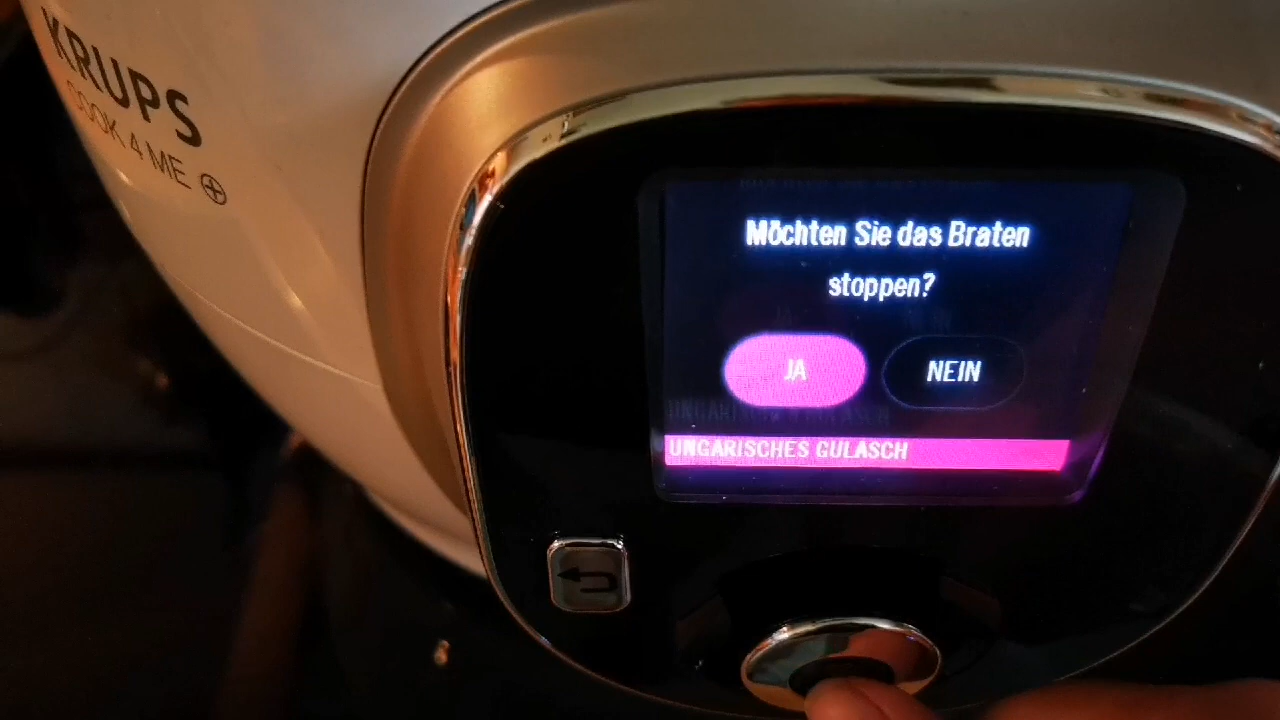 KRUPS
COOK 4 ME
Möchten Sie das Braten
stoppen?
JA NEIN
UNGARISCHES GULASCH